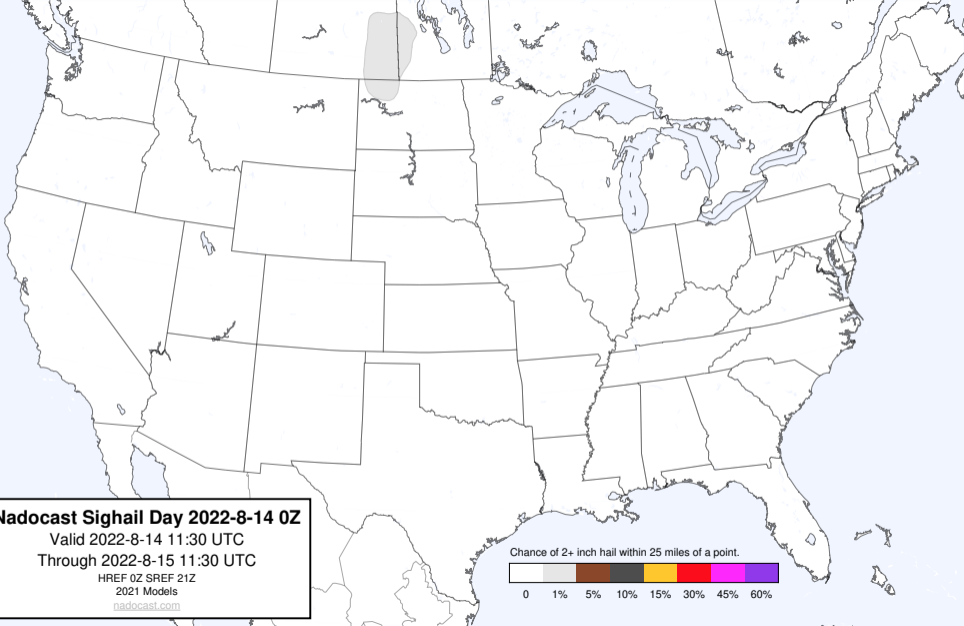 Nadocast Sighail Day 2022-8-14 0Z
Valid 2022-8-14 11:30 UTC
Through 2022-8-15 11:30 UTC
HREF 0Z SREF 21Z
2021 Models
nadocast.com
Chance of 2+ inch hail within 25 miles of a point.
0 1% 5% 10% 15% 30% 45% 60%